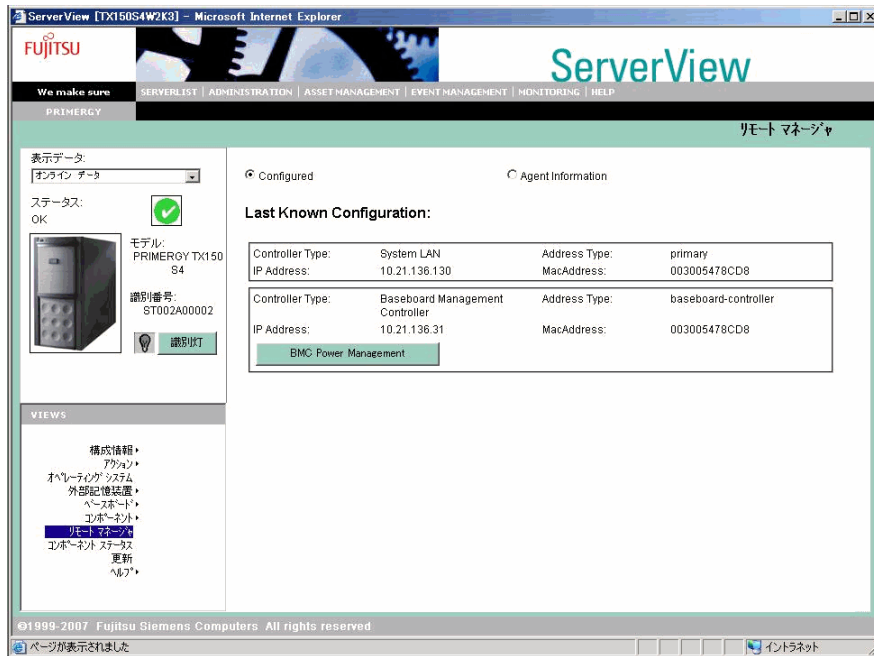 ServerView [TX150S4W2K3] - Microsoft Internet Explorer
FUJITSU
ServerView
We make sure
SERVERLIST | ADMINISTRATION | ASSET MANAGEMENT | EVENT MANAGEMENT | MONITORING | HELP
PRIMERGY
リモート マネージャ
表示データ:
オンライン データ
ステータス:
OK
モデル:
PRIMERGY TX150
S4
識別番号:
ST002A00002
識別灯
Configured
Agent Information
Last Known Configuration:
Controller Type: System LAN Address Type: primary
IP Address: 10.21.136.130 MacAddress: 003005478CD8
Controller Type: Baseboard Management Address Type: baseboard-controller
Controller
IP Address: 10.21.136.31 MacAddress: 003005478CD8
BMC Power Management
VIEWS
構成情報
アクション
オペレーティング システム
外部記憶装置
ベースボード
コンポーネント
リモート マネージャ
コンポーネント ステータス
更新
ヘルプ
©1999-2007 Fujitsu Siemens Computers All rights reserved
ページが表示されました
イントラネット